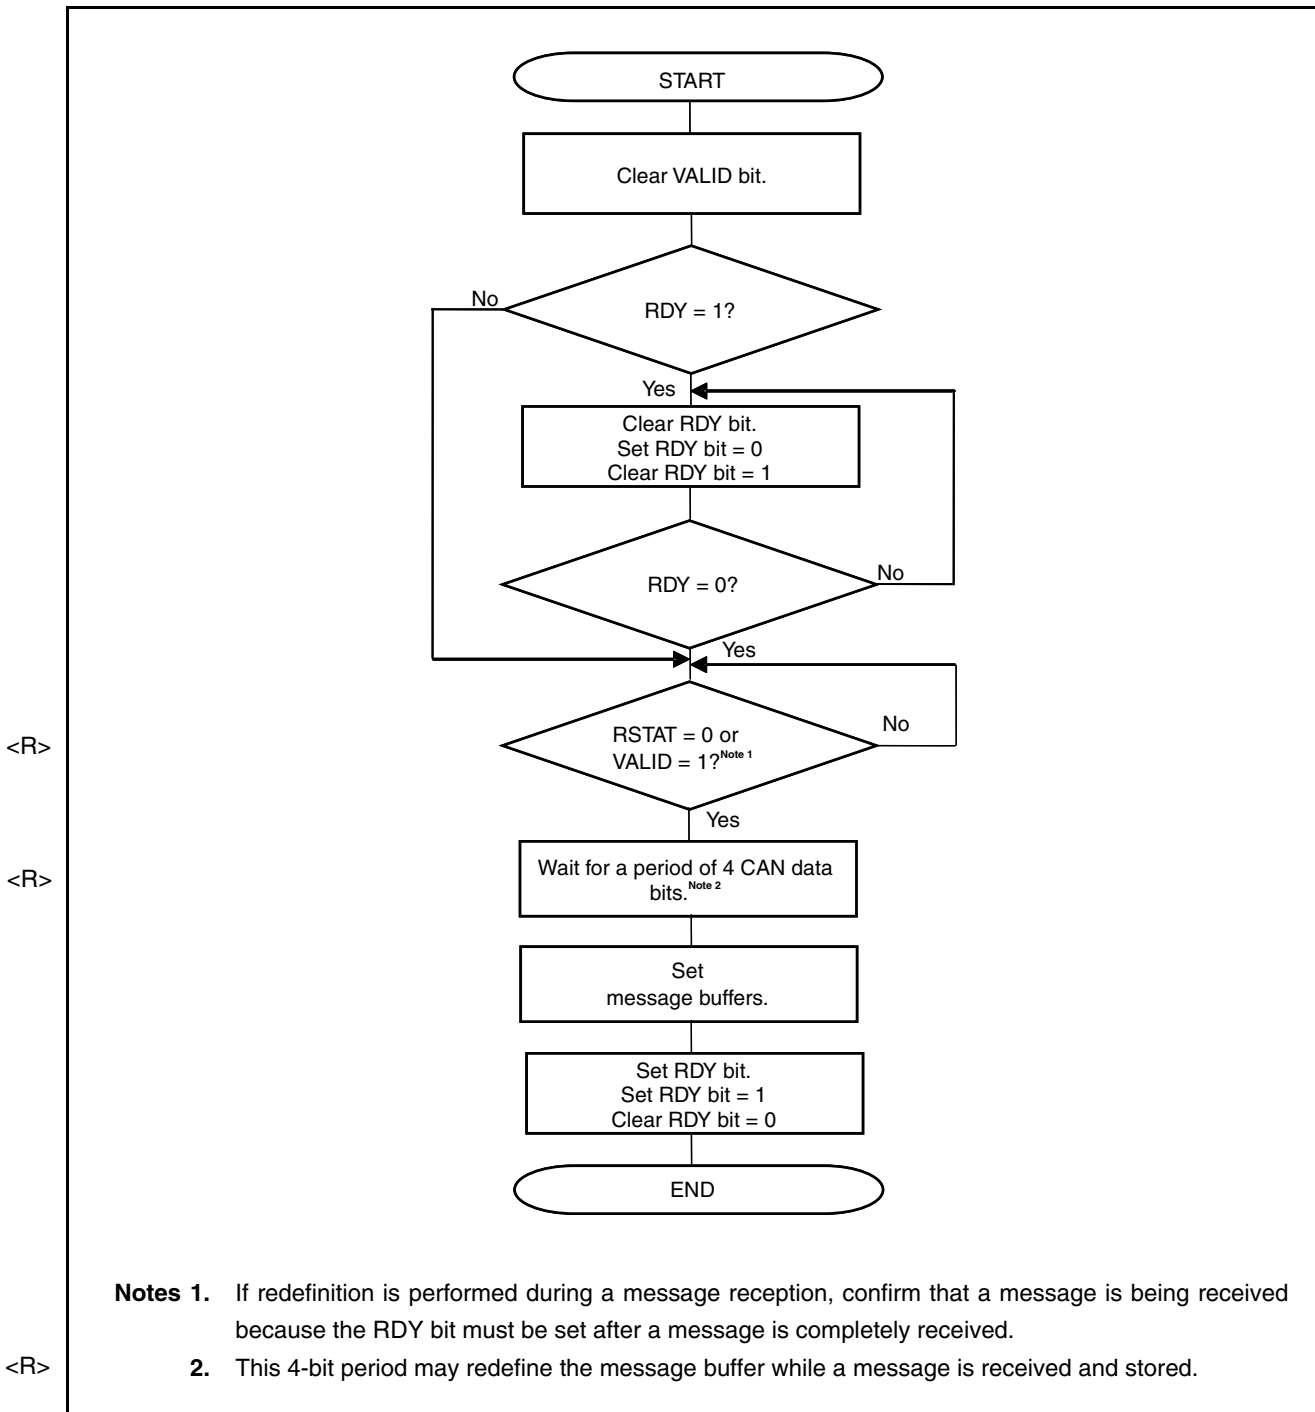 START
Clear VALID bit.
No
RDY = 1?
Yes
Clear RDY bit.
Set RDY bit = 0
Clear RDY bit = 1
RDY = 0?
No
Yes
No
<R>
RSTAT = 0 or
VALID = 1?Note 1
Yes
<R>
Wait for a period of 4 CAN data
bits.Note 2
Set
message buffers.
Set RDY bit.
Set RDY bit = 1
Clear RDY bit = 0
END
Notes 1. If redefinition is performed during a message reception, confirm that a message is being received
because the RDY bit must be set after a message is completely received.
<R> 2. This 4-bit period may redefine the message buffer while a message is received and stored.